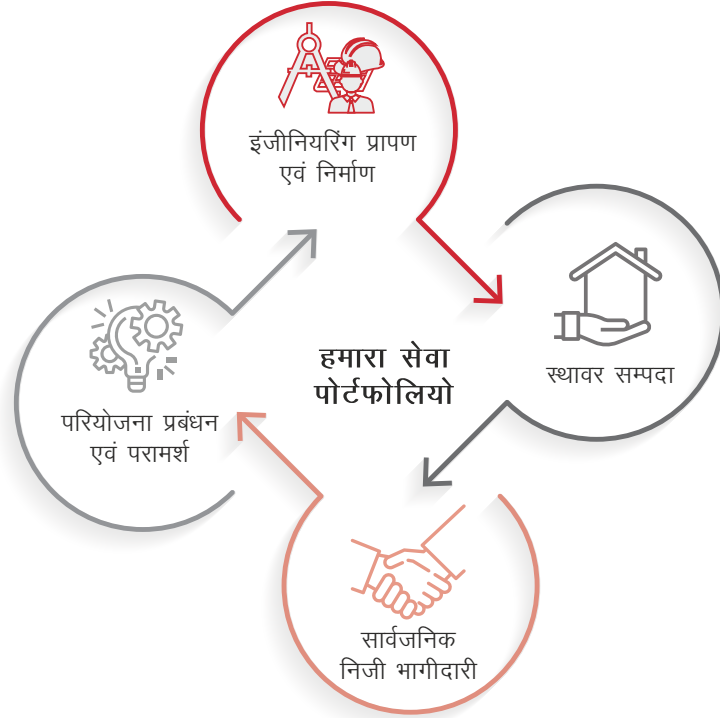 इंजीनियरिंग प्रापण
एवं निर्माण
स्थावर सम्पदा
हमारा सेवा
पोर्टफोलियो
परियोजना प्रबंधन
एवं परामर्श
सार्वजनिक
निजी भागीदारी